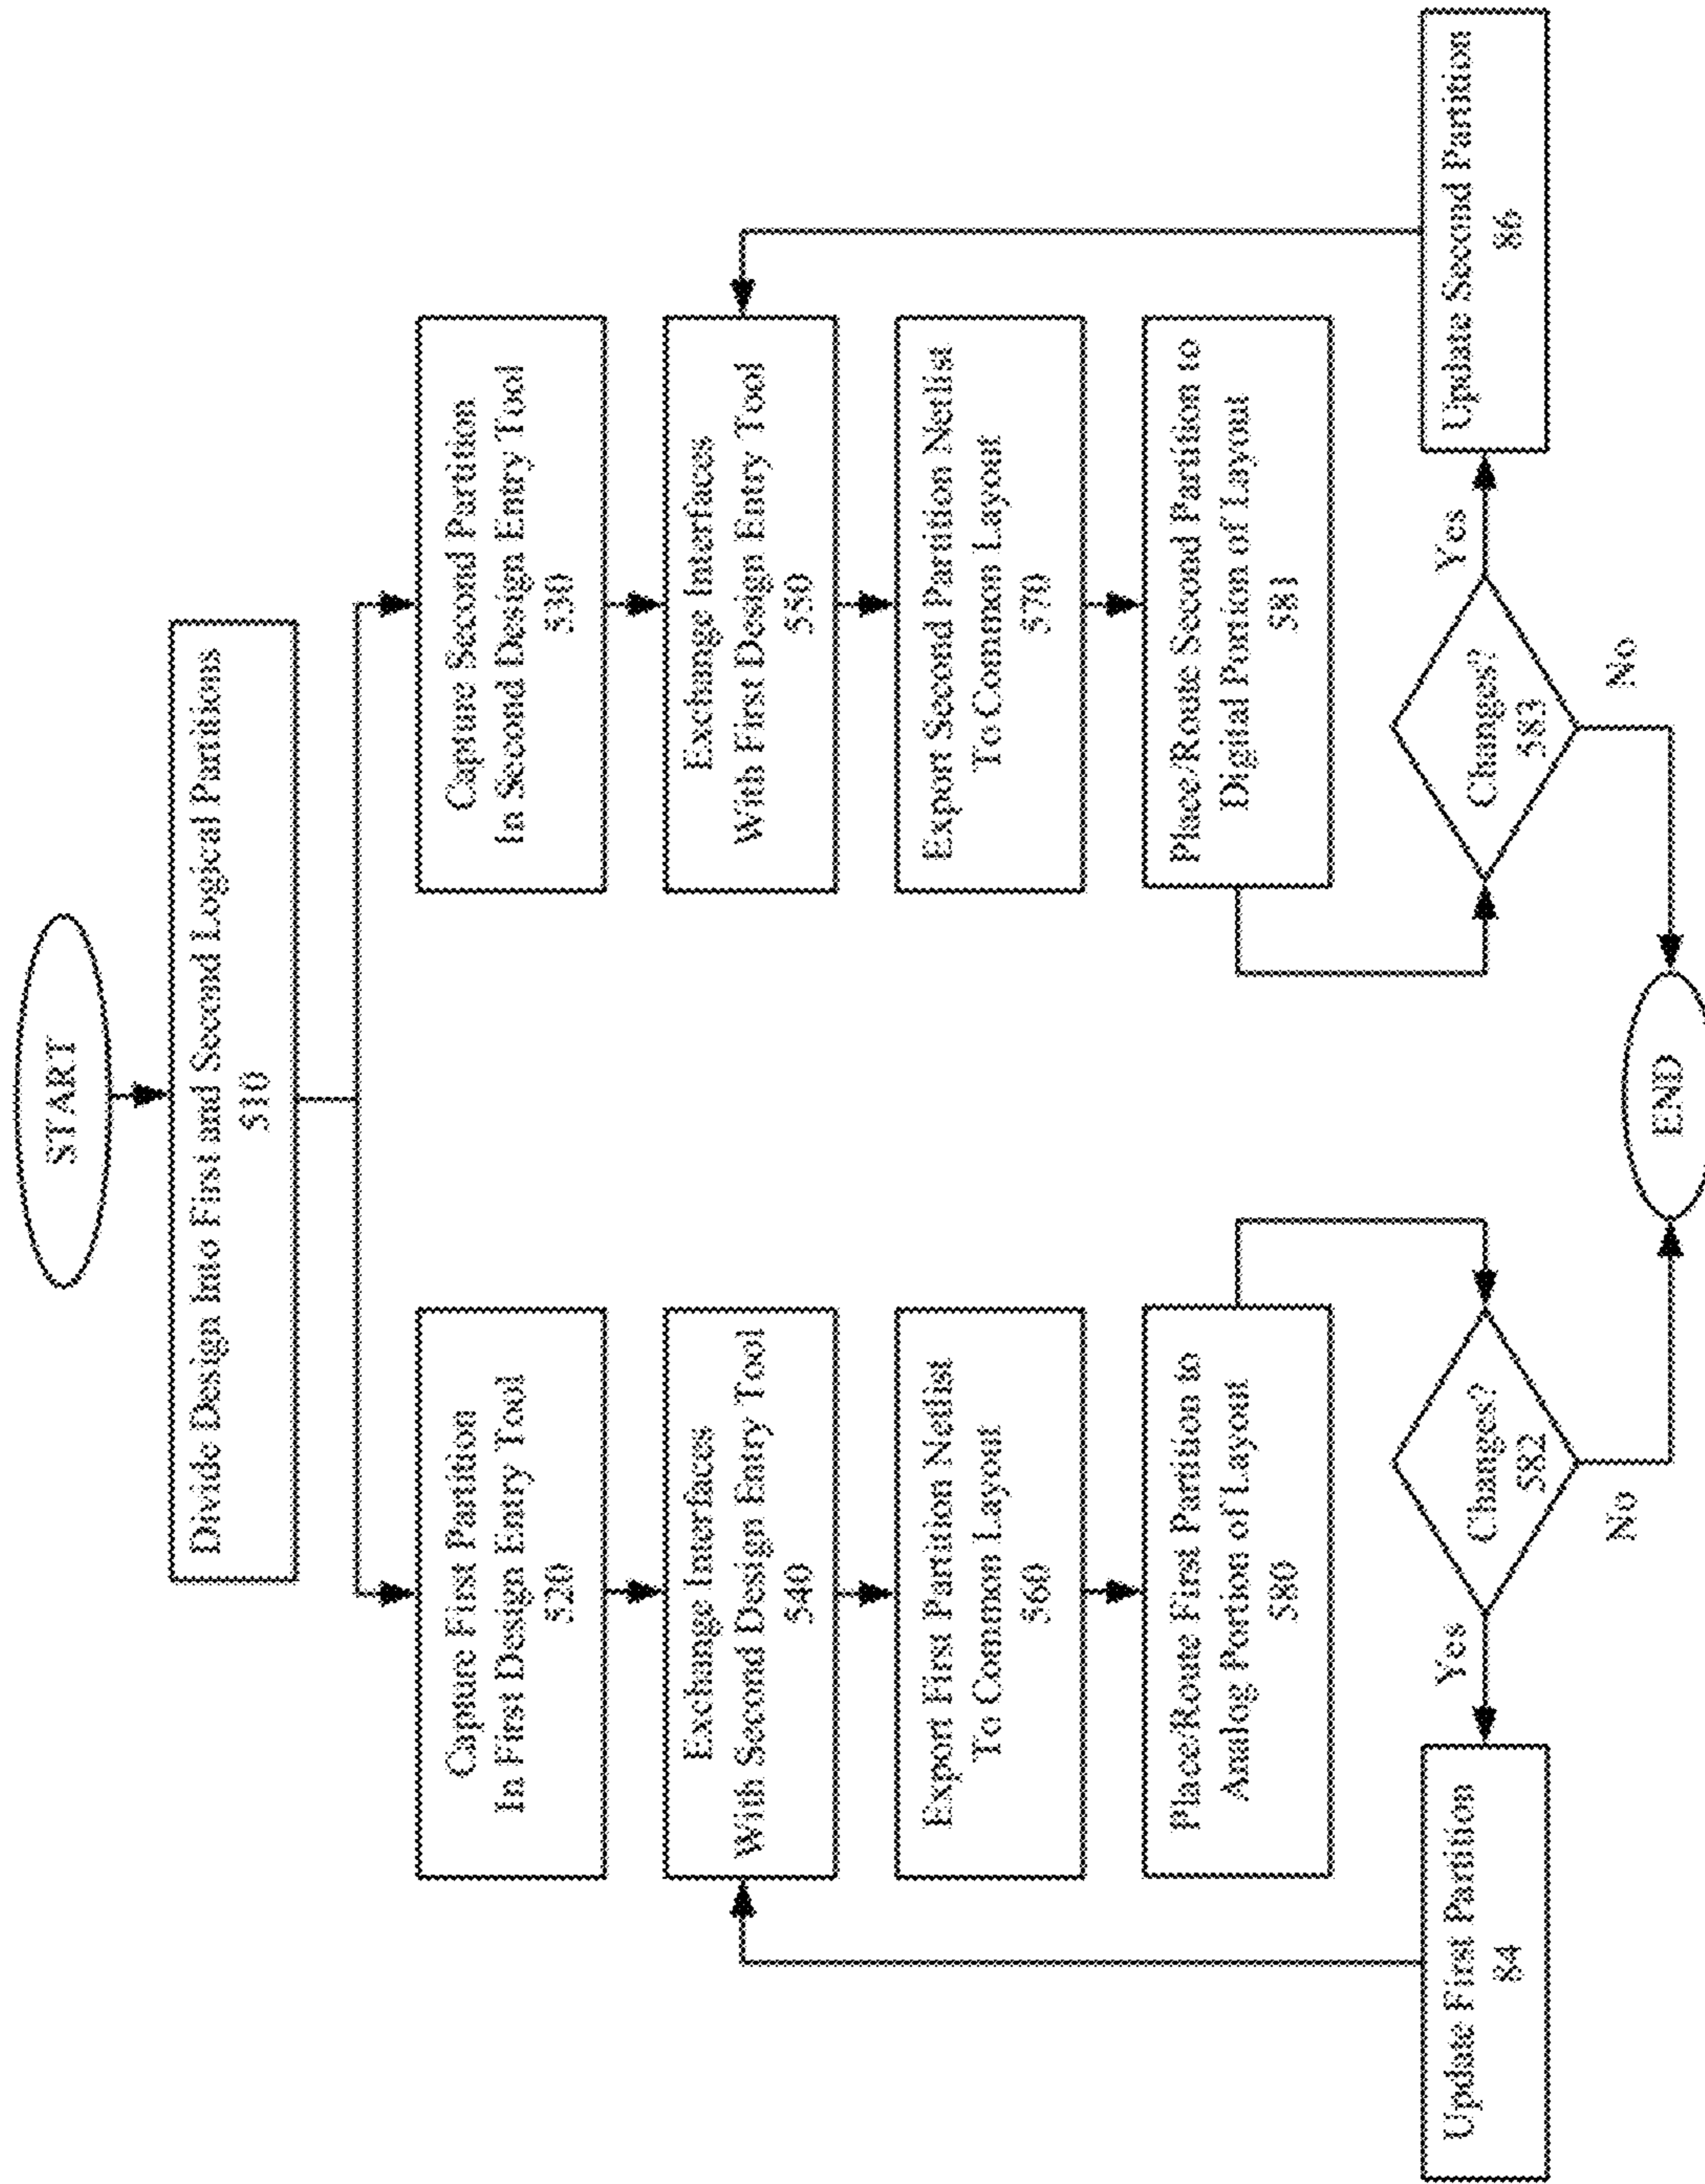 START
Divide Design Into First and Second Logical Partitions
510
Capture First Partition
In First Design Entry Tool
520
Capture Second Partition
In Second Design Entry Tool
530
Exchange Interfaces
With Second Design Entry Tool
540
Exchange Interfaces
With First Design Entry Tool
550
Export First Partition Netlist
To Common Layout
560
Export Second Partition Netlist
To Common Layout
570
Place/Route First Partition to
Analog Portion of Layout
580
Place/Route Second Partition to
Digital Portion of Layout
581
Update First Partition
84
Yes
Changes?
582
No
Changes?
583
Yes
No
Update Second Partition
86
END